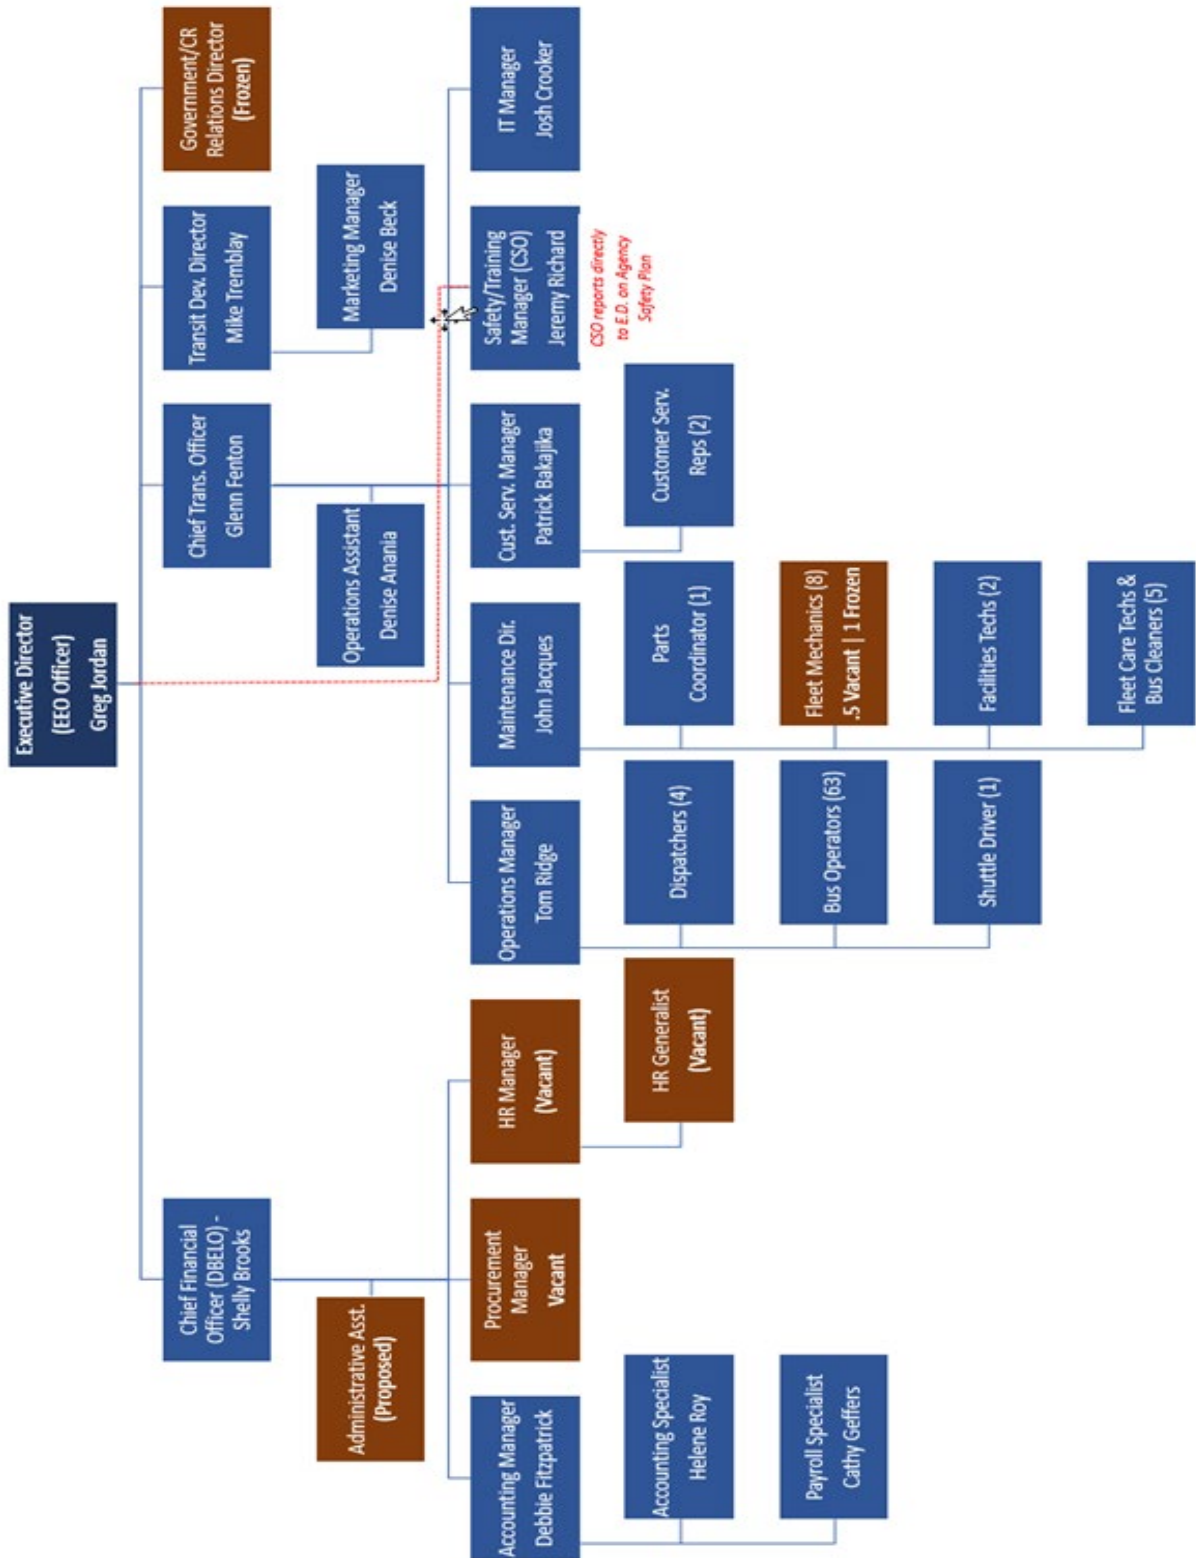 Executive Director
(EEO Officer)
Greg Jordan
Chief Financial
Officer (DBELO) -
Shelly Brooks
Chief Trans. Officer
Glenn Fenton
Transit Dev. Director
Mike Tremblay
Government/CR
Relations Director
(Frozen)
Administrative Asst.
(Proposed)
Operations Assistant
Denise Anania
Marketing Manager
Denise Beck
Accounting Manager
Debbie Fitzpatrick
Procurement
Manager
Vacant
HR Manager
(Vacant)
Operations Manager
Tom Ridge
Maintenance Dir.
John Jacques
Cust. Serv. Manager
Patrick Bakajika
Safety/Training
Manager (CSO)
Jeremy Richard
IT Manager
Josh Crooker
CSO reports directly
to E.D. on Agency
Safety Plan
Accounting Specialist
Helene Roy
HR Generalist
(Vacant)
Dispatchers (4)
Parts
Coordinator (1)
Customer Serv.
Reps (2)
Payroll Specialist
Cathy Geffers
Bus Operators (63)
Fleet Mechanics (8)
.5 Vacant | 1 Frozen
Shuttle Driver (1)
Facilities Techs (2)
Fleet Care Techs &
Bus Cleaners (5)